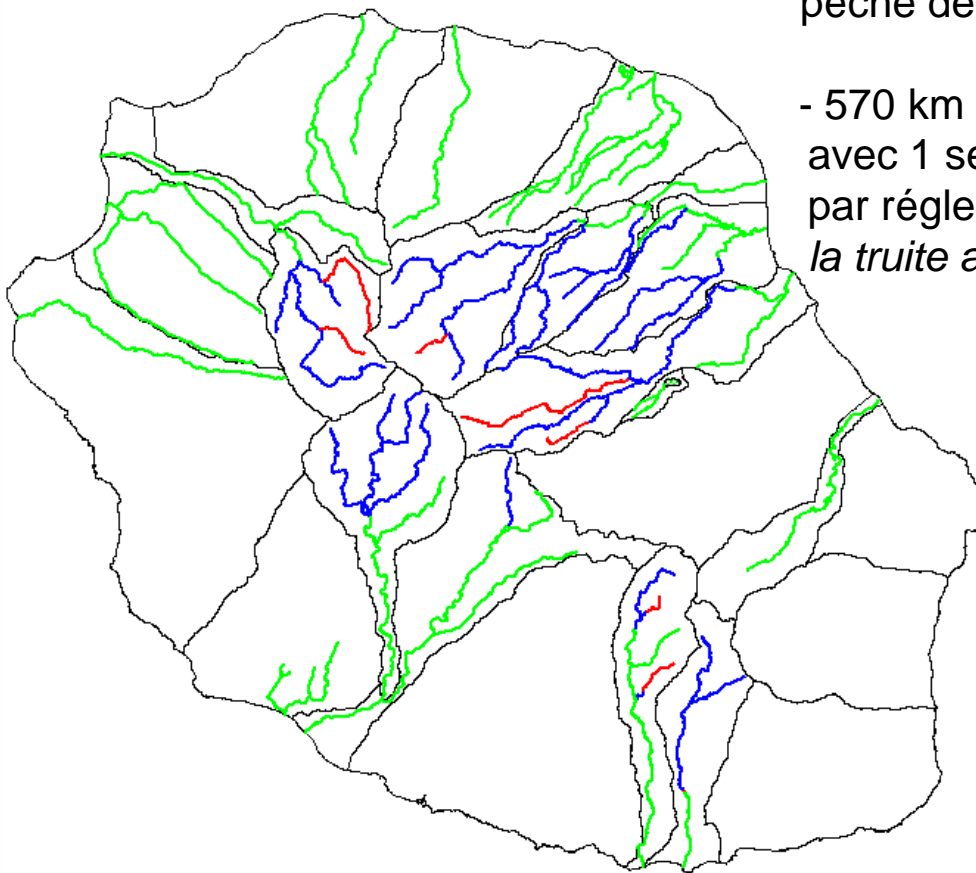 pêche de
- 570 km
avec 1 se
par régle
la truite a